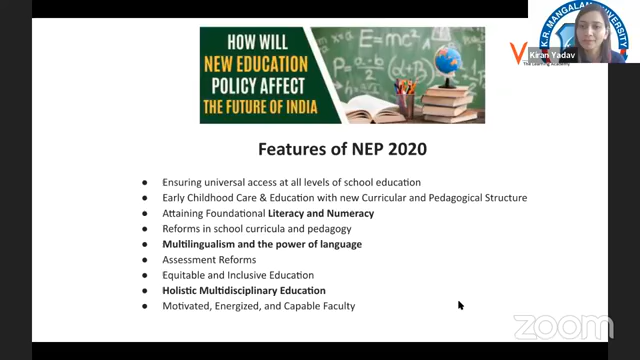 HOW WILL
NEW EDUCATION
POLICY AFFECT
THE FUTURE OF INDIA
E=mc²
K.R. MANGALAM UNIVERSITY
V
The Learning Academy
Kiran Yadav
Features of NEP 2020
● Ensuring universal access at all levels of school education
● Early Childhood Care & Education with new Curricular and Pedagogical Structure
● Attaining Foundational Literacy and Numeracy
● Reforms in school curricula and pedagogy
● Multilingualism and the power of language
● Assessment Reforms
● Equitable and Inclusive Education
● Holistic Multidisciplinary Education
● Motivated, Energized, and Capable Faculty
zoom